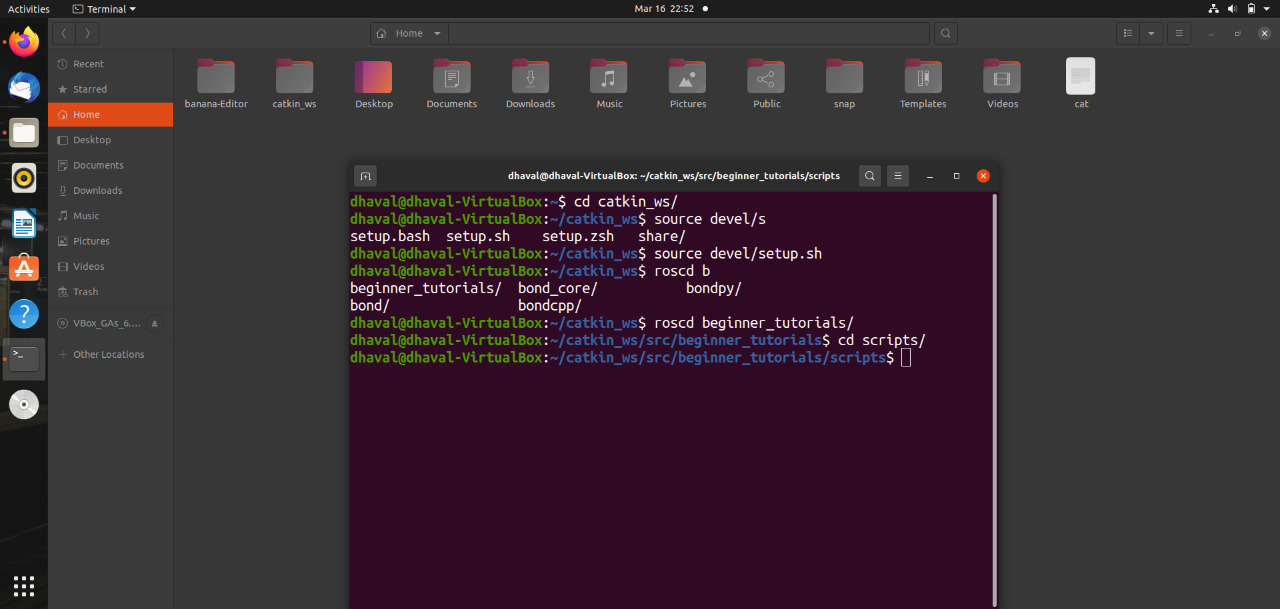 Activities Terminal Mar 16 22:52
Home
Recent
Starred
Home
Desktop
Documents
Downloads
Music
Pictures
Videos
Trash
VBox_GAs_6....
Other Locations
banana-Editor catkin_ws Desktop Documents Downloads Music Pictures Public snap Templates Videos cat
dhaval@dhaval-VirtualBox: ~/catkin_ws/src/beginner_tutorials/scripts
dhaval@dhaval-VirtualBox:~$ cd catkin_ws/
dhaval@dhaval-VirtualBox:~/catkin_ws$ source devel/s
setup.bash setup.sh setup.zsh share/
dhaval@dhaval-VirtualBox:~/catkin_ws$ source devel/setup.sh
dhaval@dhaval-VirtualBox:~/catkin_ws$ roscd b
beginner_tutorials/ bond_core/ bondpy/
bond/ bondcpp/
dhaval@dhaval-VirtualBox:~/catkin_ws$ roscd beginner_tutorials/
dhaval@dhaval-VirtualBox:~/catkin_ws/src/beginner_tutorials$ cd scripts/
dhaval@dhaval-VirtualBox:~/catkin_ws/src/beginner_tutorials/scripts$